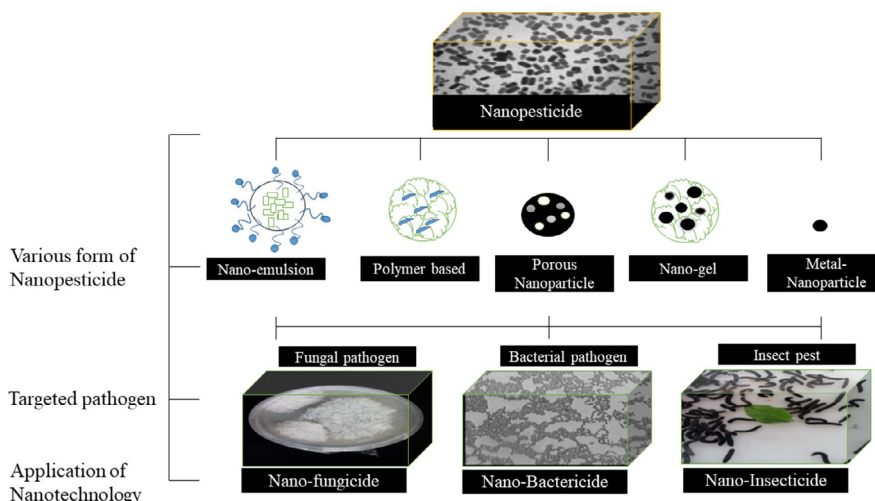 Nanopesticide
Various form of
Nanopesticide
Nano-emulsion
Polymer based
Porous
Nanoparticle
Nano-gel
Metal-
Nanoparticle
Fungal pathogen
Bacterial pathogen
Insect pest
Targeted pathogen
Application of
Nanotechnology
Nano-fungicide
Nano-Bactericide
Nano-Insecticide